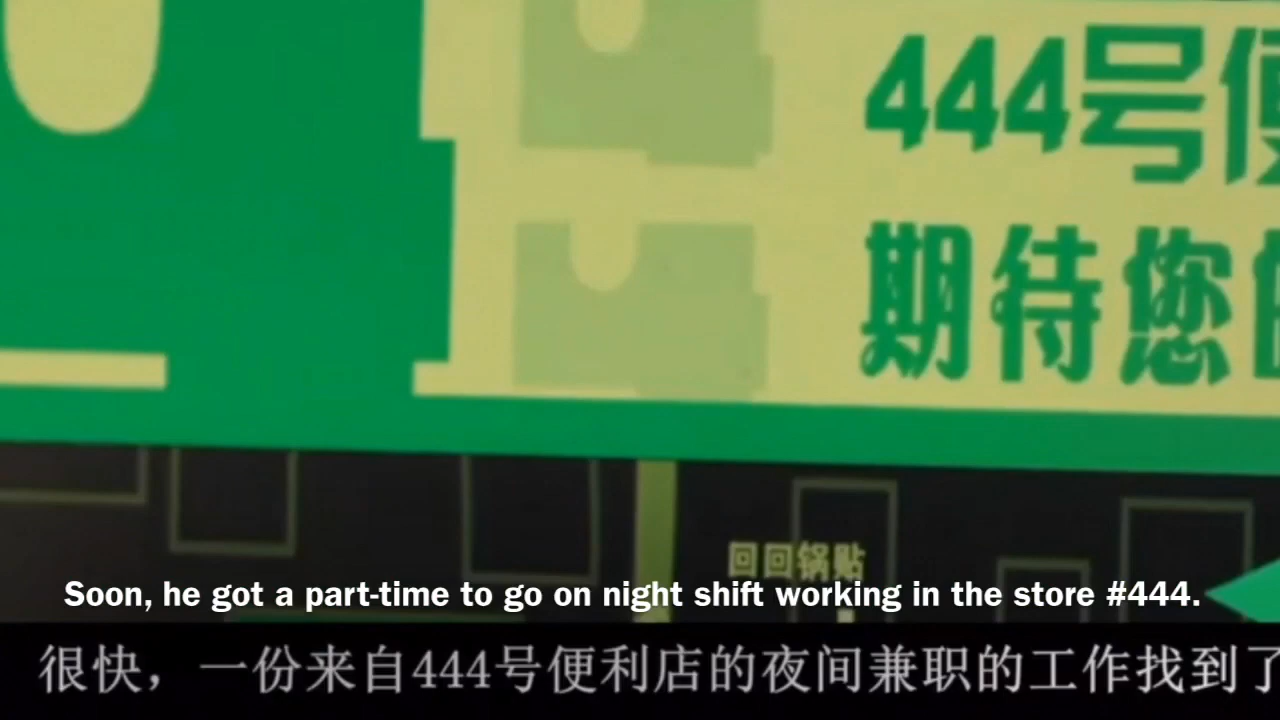 444号便
期待您的
回回锅贴
Soon, he got a part-time to go on night shift working in the store #444.
很快，一份来自444号便利店的夜间兼职的工作找到了